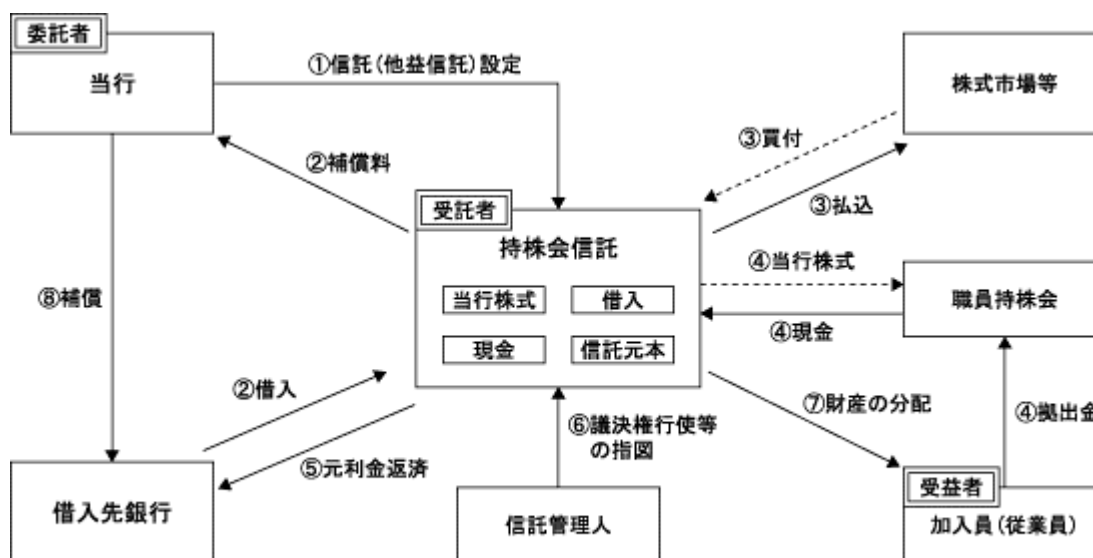 委託者
当行
①信託(他益信託)設定
株式市場等
③買付
②補償料
③払込
受託者
持株会信託
④当行株式
当行株式
借入
職員持株会
⑧補償
④現金
現金
信託元本
②借入
⑦財産の分配
④拠出金
⑥議決権行使等
の指図
⑤元利金返済
受益者
借入先銀行
信託管理人
加入員(従業員)